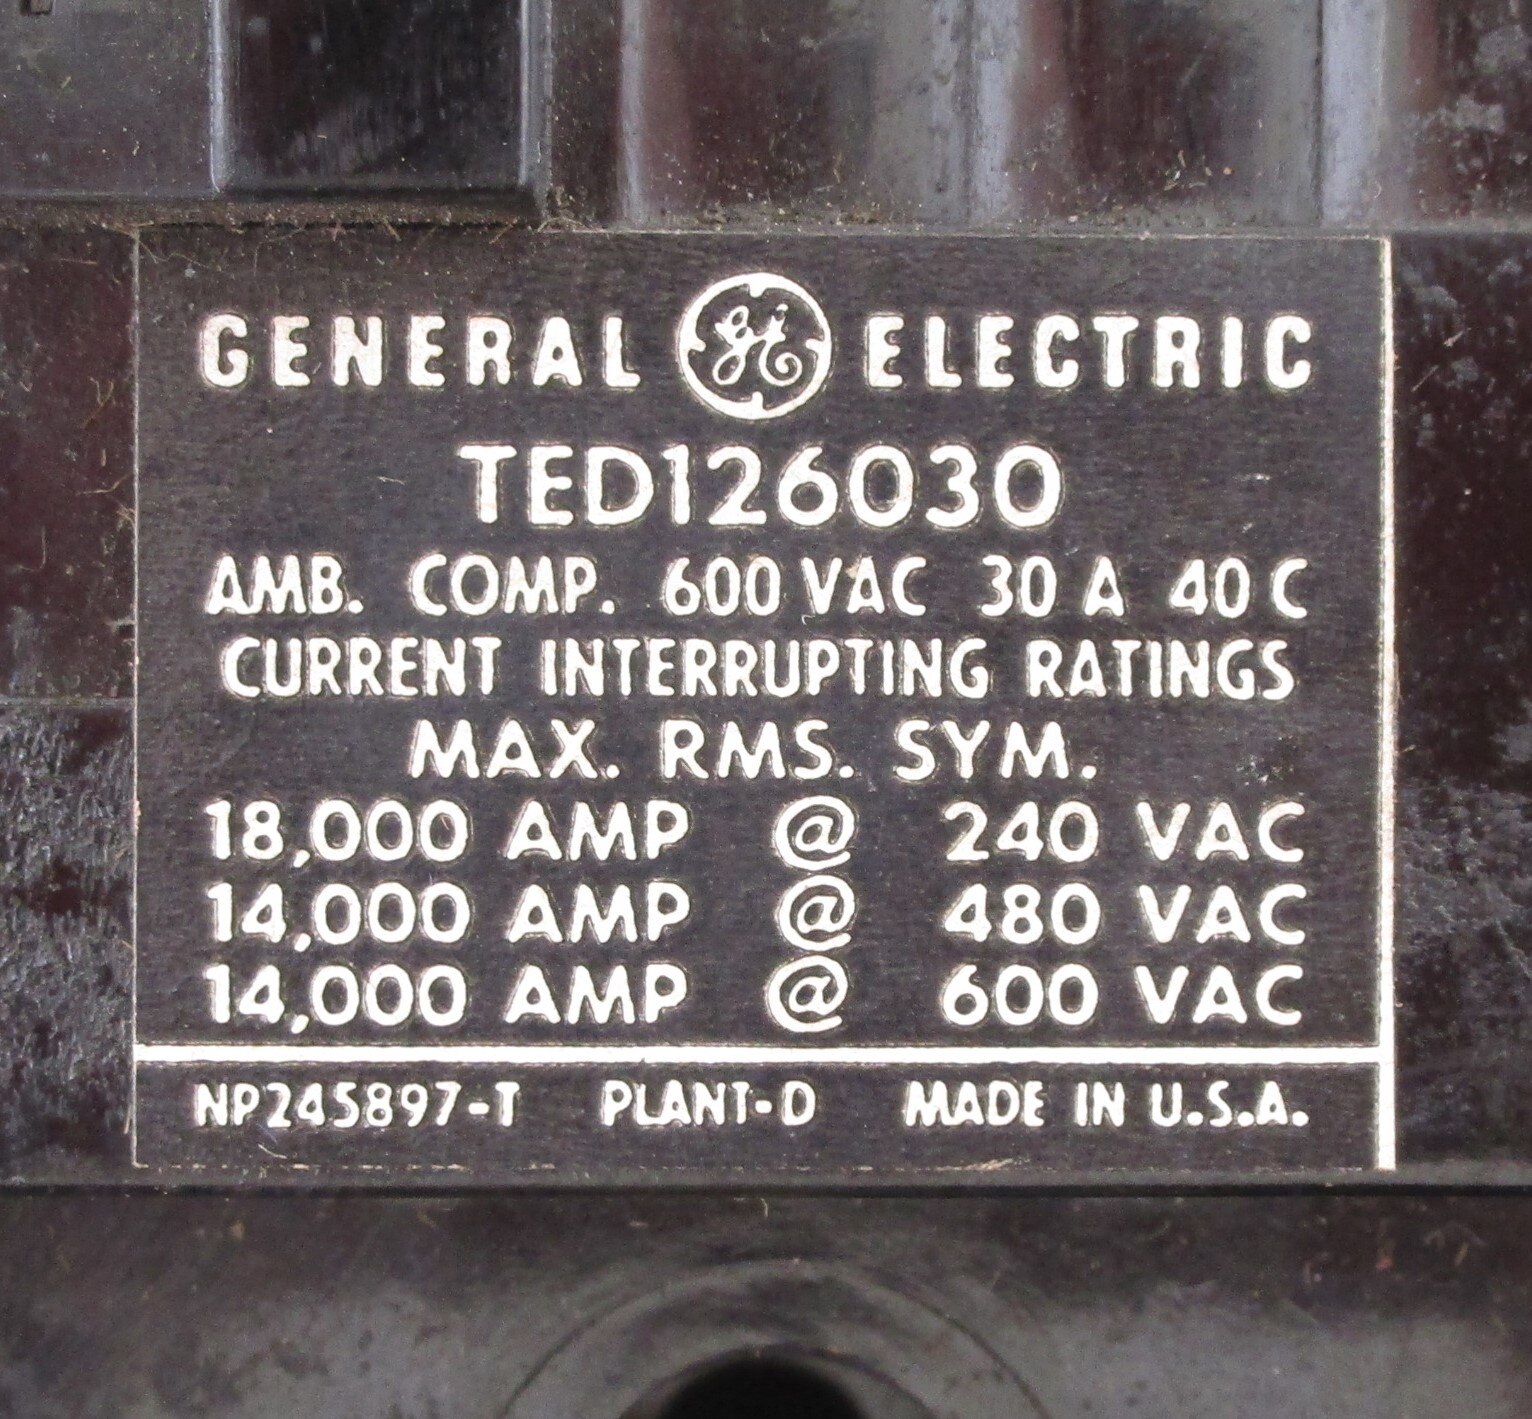 GENERAL GE ELECTRIC
TED126030
AMB. COMP. 600 VAC 30 A 40 C
CURRENT INTERRUPTING RATINGS
MAX. RMS. SYM.
18,000 AMP @ 240 VAC
14,000 AMP @ 480 VAC
14,000 AMP @ 600 VAC
NP245897-T PLANT-D MADE IN U.S.A.